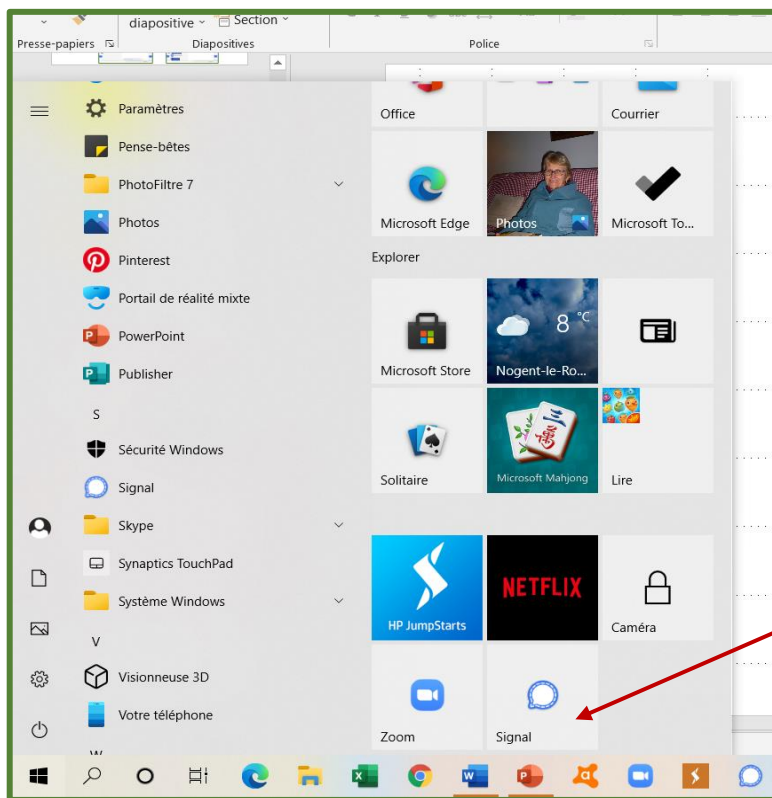 diapositive
Section
Presse-papiers
Diapositives
Police
Paramètres
Pense-bêtes
PhotoFiltre 7
Photos
Pinterest
Portail de réalité mixte
PowerPoint
Publisher
S
Sécurité Windows
Signal
Skype
Synaptics TouchPad
Système Windows
V
Visionneuse 3D
Votre téléphone
Office
Courrier
Microsoft Edge
Photos
Microsoft To...
Explorer
Microsoft Store
8 °C
Nogent-le-Ro...
Solitaire
Microsoft Mahjong
Lire
HP JumpStarts
NETFLIX
Caméra
Zoom
Signal